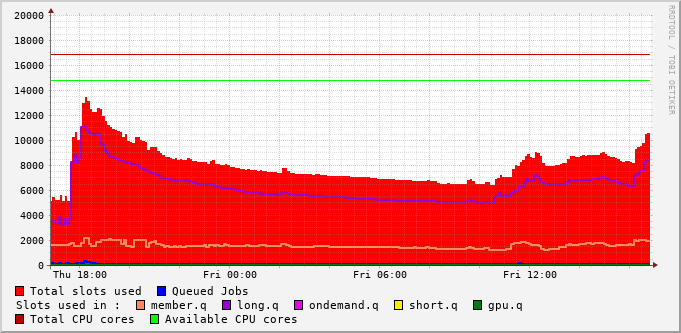 20000
18000
16000
14000
12000
10000
8000
6000
4000
2000
0
Thu 18:00 Fri 00:00 Fri 06:00 Fri 12:00
RRDTOOL / TOBI OETIKER
Total slots used Queued Jobs
Slots used in : member.q long.q ondemand.q short.q gpu.q
Total CPU cores Available CPU cores